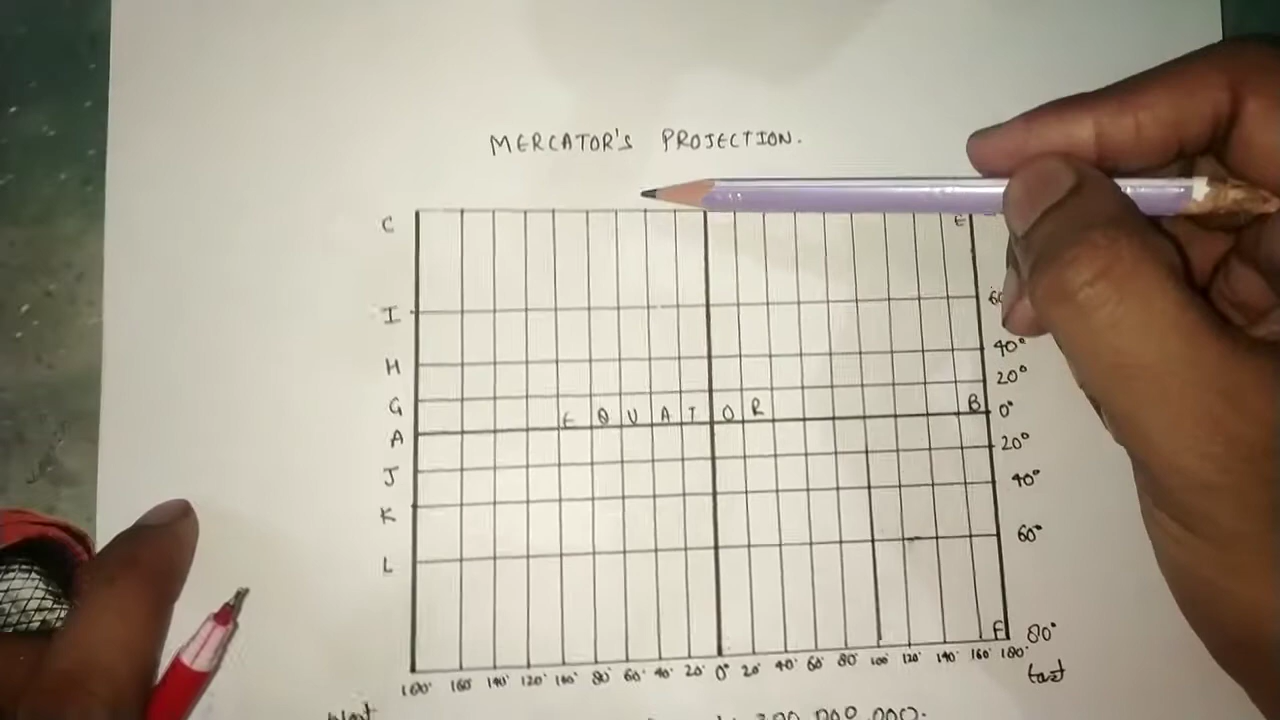 MERCATOR'S PROJECTION.
C E
I
H 40°
G 20°
E Q U A T O R B 0°
A
J 20°
K 40°
L 60°
F 80°
180° 160° 140° 120° 100° 80° 60° 40° 20° 0° 20° 40° 60° 80° 100° 120° 140° 160° 180°
East